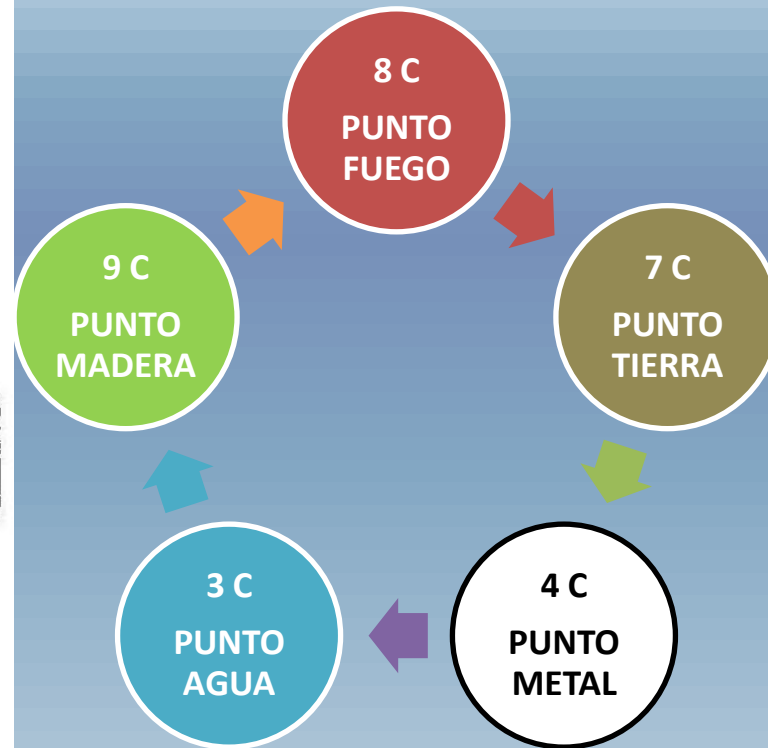 8 C
PUNTO
FUEGO
9 C
PUNTO
MADERA
7 C
PUNTO
TIERRA
3 C
PUNTO
AGUA
4 C
PUNTO
METAL